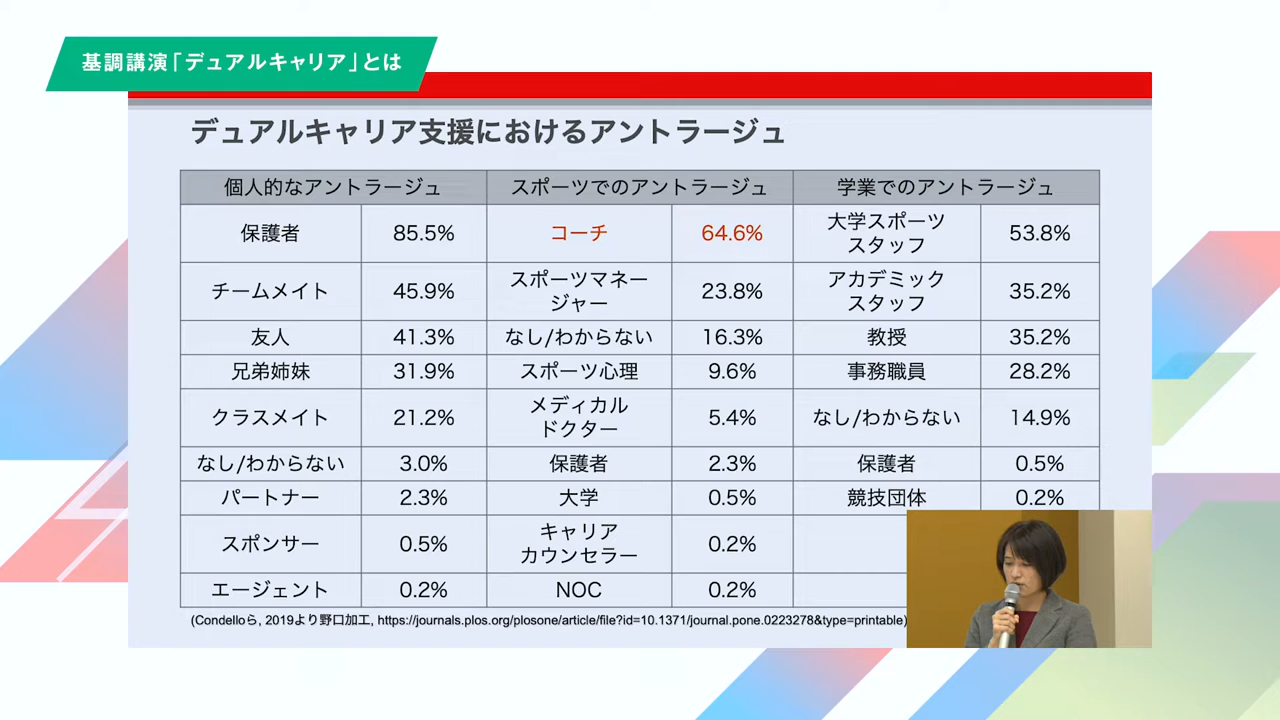 基調講演「デュアルキャリア」とは
デュアルキャリア支援におけるアントラージュ
個人的なアントラージュ スポーツでのアントラージュ 学業でのアントラージュ
保護者 85.5% コーチ 64.6% 大学スポーツ
スタッフ 53.8%
チームメイト 45.9% スポーツマネー
ジャー 23.8% アカデミック
スタッフ 35.2%
友人 41.3% なし/わからない 16.3% 教授 35.2%
兄弟姉妹 31.9% スポーツ心理 9.6% 事務職員 28.2%
クラスメイト 21.2% メディカル
ドクター 5.4% なし/わからない 14.9%
なし/わからない 3.0% 保護者 2.3% 保護者 0.5%
パートナー 2.3% 大学 0.5% 競技団体 0.2%
スポンサー 0.5% キャリア
カウンセラー 0.2%
エージェント 0.2% NOC 0.2%
(Condelloら, 2019より野口加工, https://journals.plos.org/plosone/article/file?id=10.1371/journal.pone.0223278&type=printable)